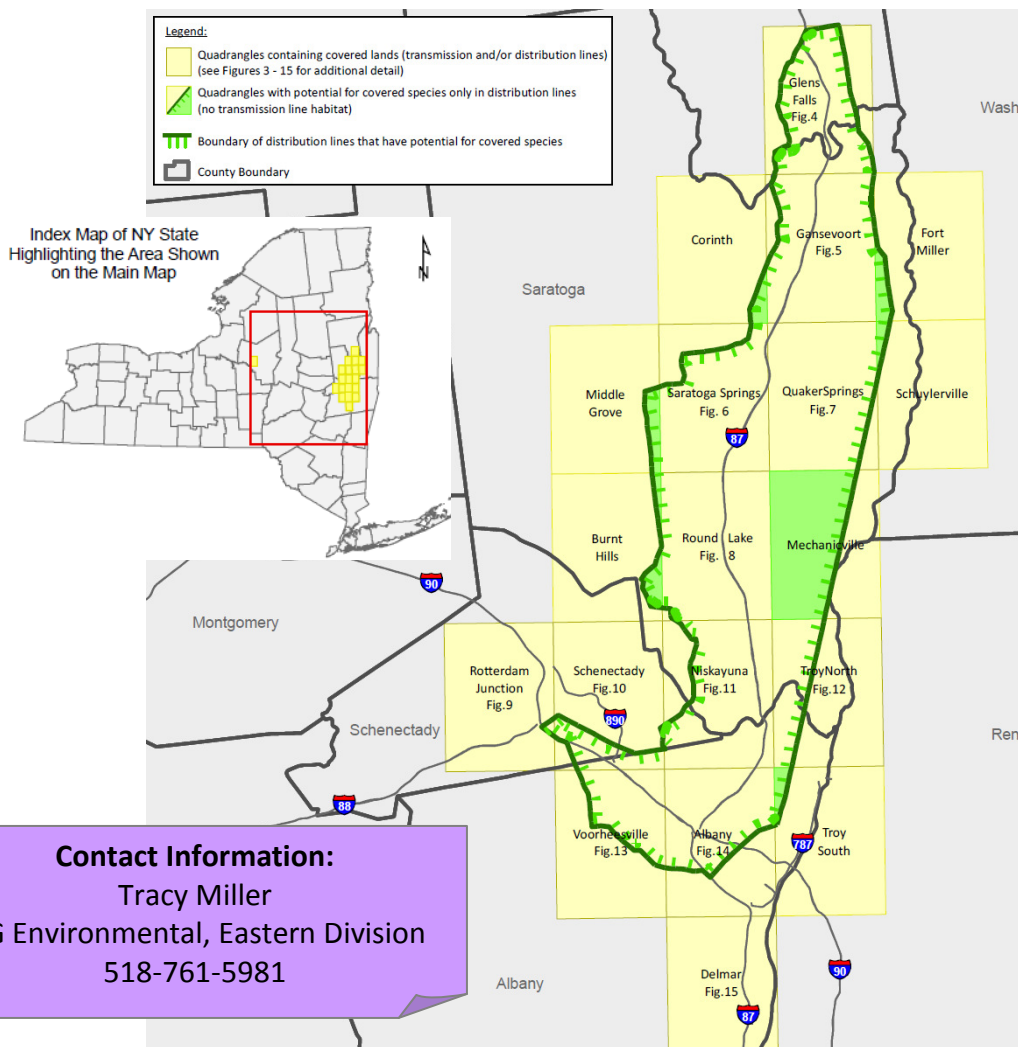 Legend:
Quadrangles containing covered lands (transmission and/or distribution lines)
(see Figures 3 - 15 for additional detail)
Quadrangles with potential for covered species only in distribution lines
(no transmission line habitat)
Boundary of distribution lines that have potential for covered species
County Boundary
Index Map of NY State
Highlighting the Area Shown
on the Main Map
N
Glens
Falls
Fig.4
Wash
Corinth
Gansevoort
Fig.5
Fort
Miller
Saratoga
Middle
Grove
Saratoga Springs
Fig. 6
QuakerSprings
Fig.7
Schuylerville
87
Burnt
Hills
Round Lake
Fig. 8
Mechanicville
90
Montgomery
Rotterdam
Junction
Fig.9
Schenectady
Fig.10
Niskayuna
Fig.11
TroyNorth
Fig.12
890
Schenectady
Ren
88
Voorheesville
Fig.13
Albany
Fig.14
787
Troy
South
Contact Information:
Tracy Miller
G Environmental, Eastern Division
518-761-5981
Albany
Delmar
Fig.15
90
87